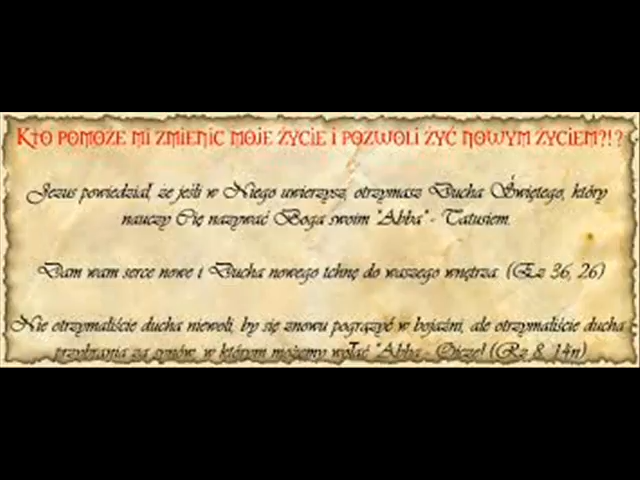 Kto pomoże mi zmienić moje życie i pozwoli żyć nowym życiem?!?
Jezus powiedział, że jeśli w Niego uwierzysz, otrzymasz Ducha Świętego, który
nauczy Cię nazywać Boga swoim "Abba" - Tatusiem.
Dam wam serce nowe i Ducha nowego tchnę do waszego wnętrza. (Ez 36, 26)
Nie otrzymaliście ducha niewoli, by się znowu pogrążyć w bojaźni, ale otrzymaliście ducha
przybrania za synów, w którym możemy wołać "Abba - Ojcze! (Rz 8, 14n)